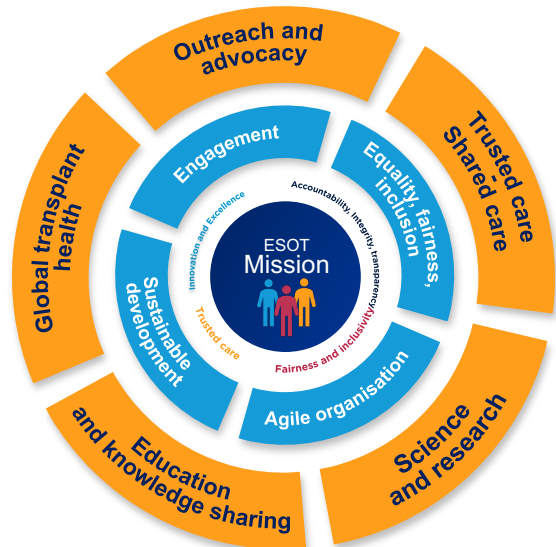 Outreach and
advocacy
Trusted care
-
Shared care
Science
and research
Education
and knowledge sharing
Global transplant
health
Engagement
Equality, fairness,
inclusion
Agile organisation
Sustainable
development
Innovation and Excellence
Accountability, Integrity, transparency
Fairness and inclusivity
Trusted care
ESOT
Mission